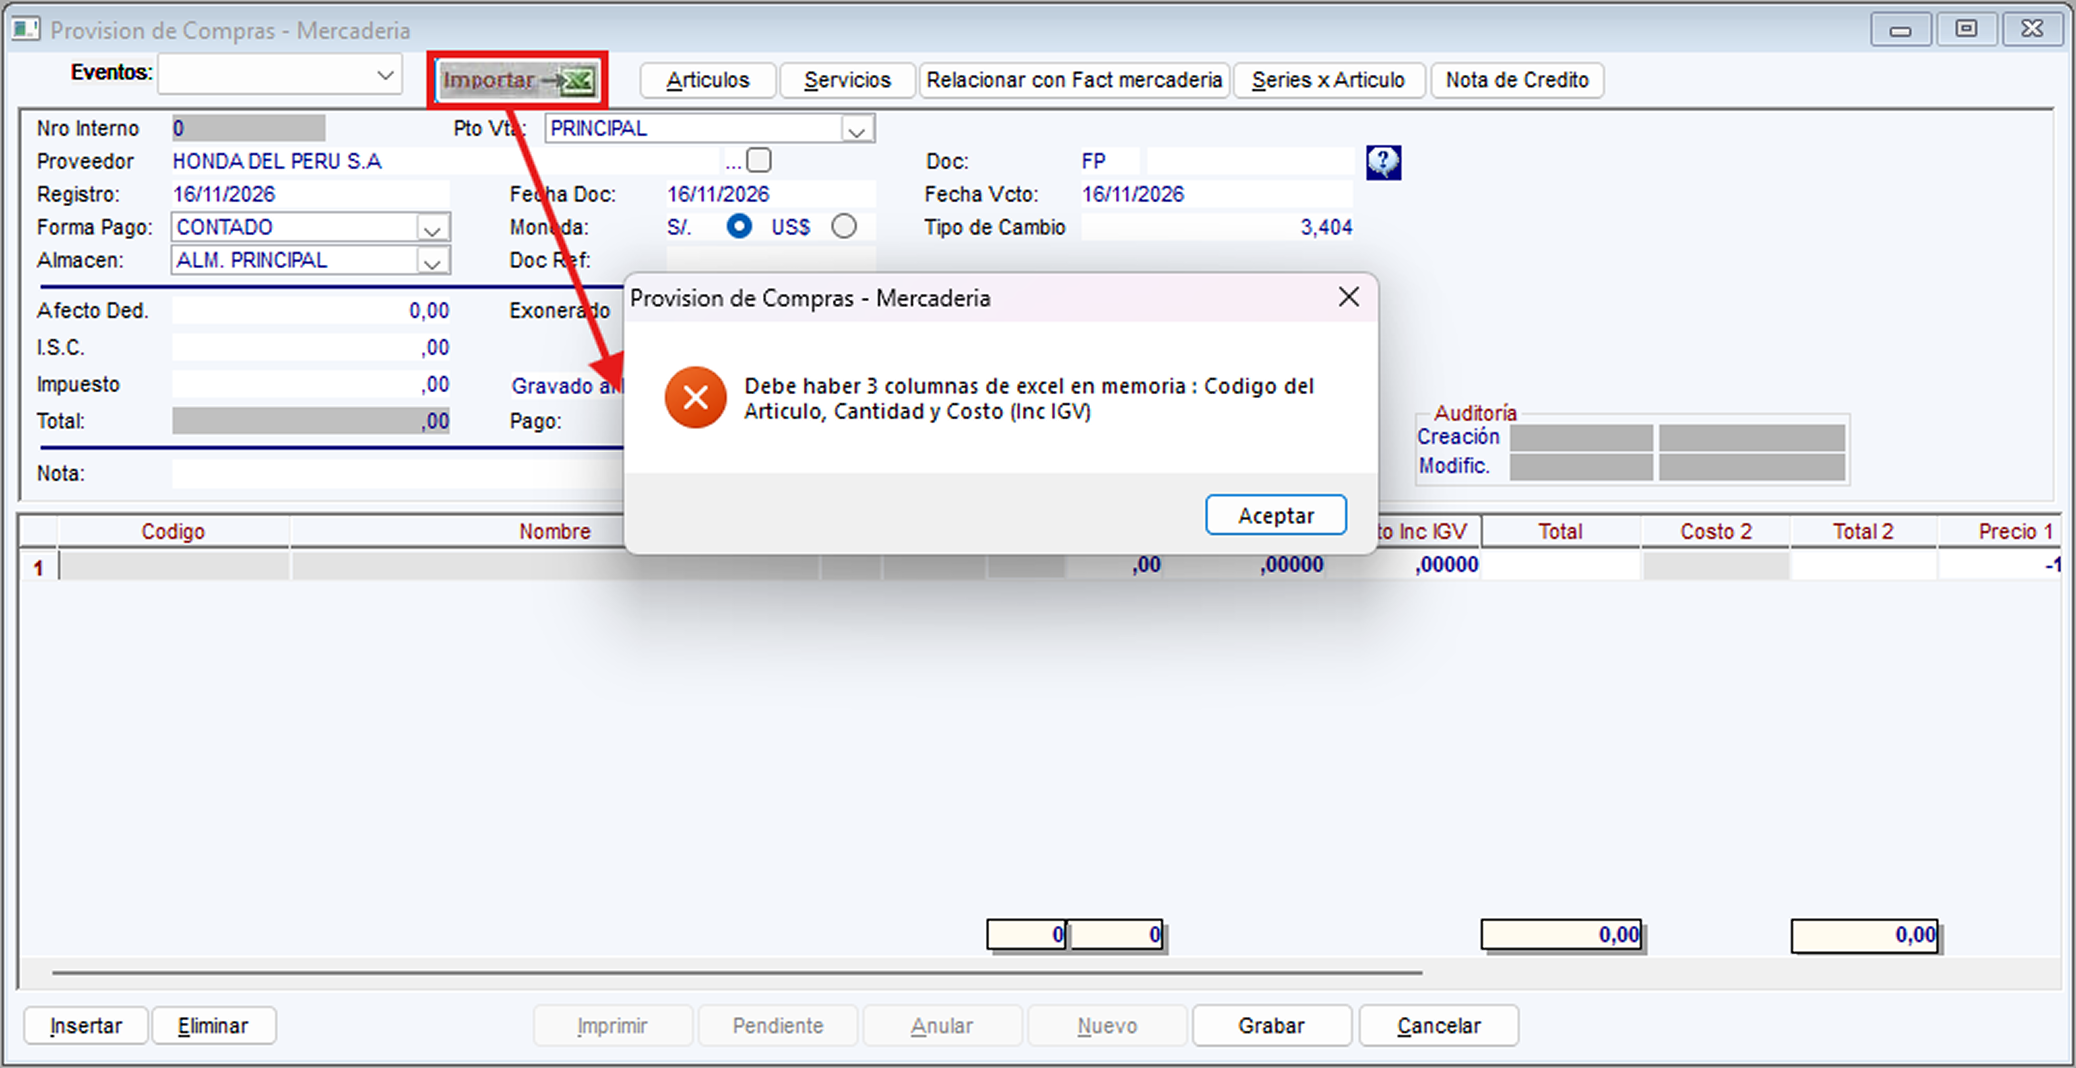 Provision de Compras - Mercaderia
Eventos:
Importar
Articulos
Servicios
Relacionar con Fact mercaderia
Series x Articulo
Nota de Credito
Nro Interno 0
Pto Vta: PRINCIPAL
Proveedor HONDA DEL PERU S.A ...
Doc: FP
Registro: 16/11/2026
Fecha Doc: 16/11/2026
Fecha Vcto: 16/11/2026
Forma Pago: CONTADO
Moneda: S/. US$
Tipo de Cambio 3,404
Almacen: ALM. PRINCIPAL
Doc Ref:
Afecto Ded. 0,00
Exonerado
I.S.C. ,00
Impuesto ,00
Gravado
Total: ,00
Pago:
Nota:
Provision de Compras - Mercaderia
Debe haber 3 columnas de excel en memoria : Codigo del
Articulo, Cantidad y Costo (Inc IGV)
Aceptar
Auditoría
Creación
Modific.
Codigo Nombre to Inc IGV Total Costo 2 Total 2 Precio 1
1 ,00 ,00000 ,00000 -1
0 0 0,00 0,00
Insertar
Eliminar
Imprimir
Pendiente
Anular
Nuevo
Grabar
Cancelar